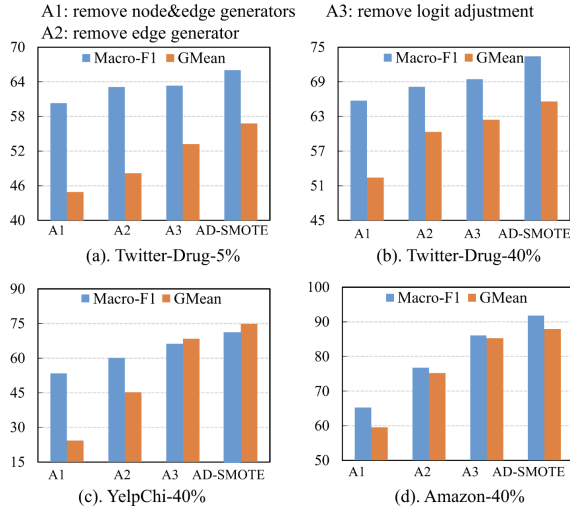 A1: remove node&edge generators A3: remove logit adjustment
A2: remove edge generator
70
64
58
52
46
40
Macro-F1 GMean
A1 A2 A3 AD-SMOTE
(a). Twitter-Drug-5%
75
69
63
57
51
45
Macro-F1 GMean
A1 A2 A3 AD-SMOTE
(b). Twitter-Drug-40%
90
75
60
45
30
15
Macro-F1 GMean
A1 A2 A3 AD-SMOTE
(c). YelpChi-40%
100
90
80
70
60
50
Macro-F1 GMean
A1 A2 A3 AD-SMOTE
(d). Amazon-40%